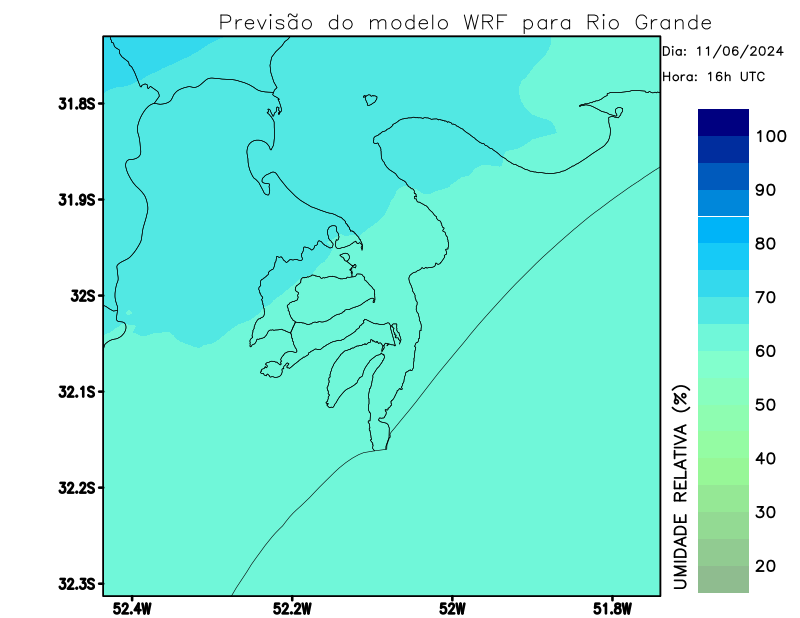 Previsão do modelo WRF para Rio Grande
Dia: 11/06/2024
Hora: 16h UTC
31.8S
31.9S
32S
32.1S
32.2S
32.3S
52.4W
52.2W
52W
51.8W
100
90
80
70
60
50
40
30
20
UMIDADE RELATIVA (%)